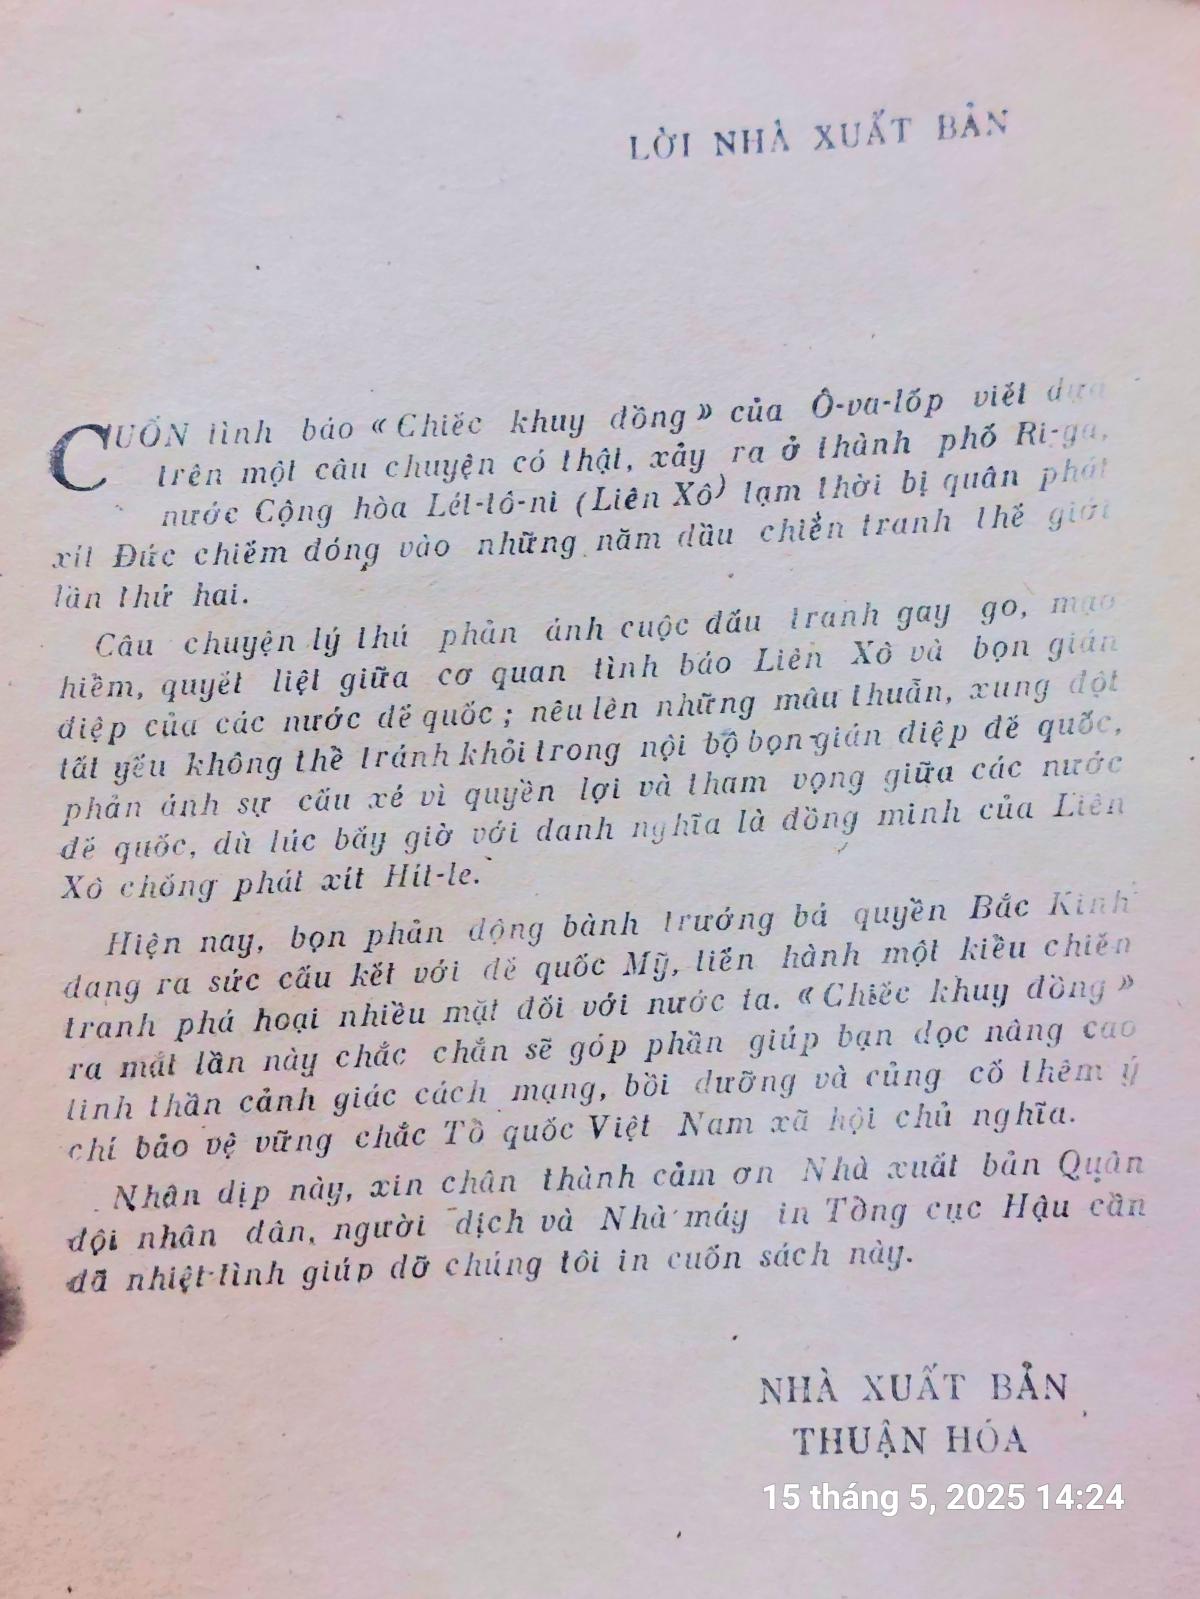 LỜI NHÀ XUẤT BẢN
CUỐN tình báo «Chiếc khuy đồng» của Ô-va-lốp viết dựa
trên một câu chuyện có thật, xảy ra ở thành phố Ri-ga,
nước Cộng hòa Lét-tô-ni (Liên Xô) lạm thời bị quân phát
xít Đức chiếm đóng vào những năm đầu chiến tranh thế giới
lần thứ hai.
Câu chuyện lý thú phản ánh cuộc đấu tranh gay go, mạo
hiểm, quyết liệt giữa cơ quan tình báo Liên Xô và bọn gián
điệp của các nước đế quốc; nêu lên những mâu thuẫn, xung đột
tất yếu không thể tránh khỏi trong nội bộ bọn gián điệp đế quốc,
phản ánh sự cấu xé vì quyền lợi và tham vọng giữa các nước
đế quốc, dù lúc bấy giờ với danh nghĩa là đồng minh của Liên
Xô chống phát xít Hít-le.
Hiện nay, bọn phản động bành trướng bá quyền Bắc Kinh
đang ra sức cấu kết với đế quốc Mỹ, tiến hành một kiểu chiến
tranh phá hoại nhiều mặt đối với nước ta. «Chiếc khuy đồng»
ra mắt lần này chắc chắn sẽ góp phần giúp bạn đọc nâng cao
tinh thần cảnh giác cách mạng, bồi dưỡng và củng cố thêm ý
chí bảo vệ vững chắc Tổ quốc Việt Nam xã hội chủ nghĩa.
Nhân dịp này, xin chân thành cảm ơn Nhà xuất bản Quân
đội nhân dân, người dịch và Nhà máy in Tổng cục Hậu cần
đã nhiệt tình giúp đỡ chúng tôi in cuốn sách này.
NHÀ XUẤT BẢN
THUẬN HÓA
15 tháng 5, 2025 14:24